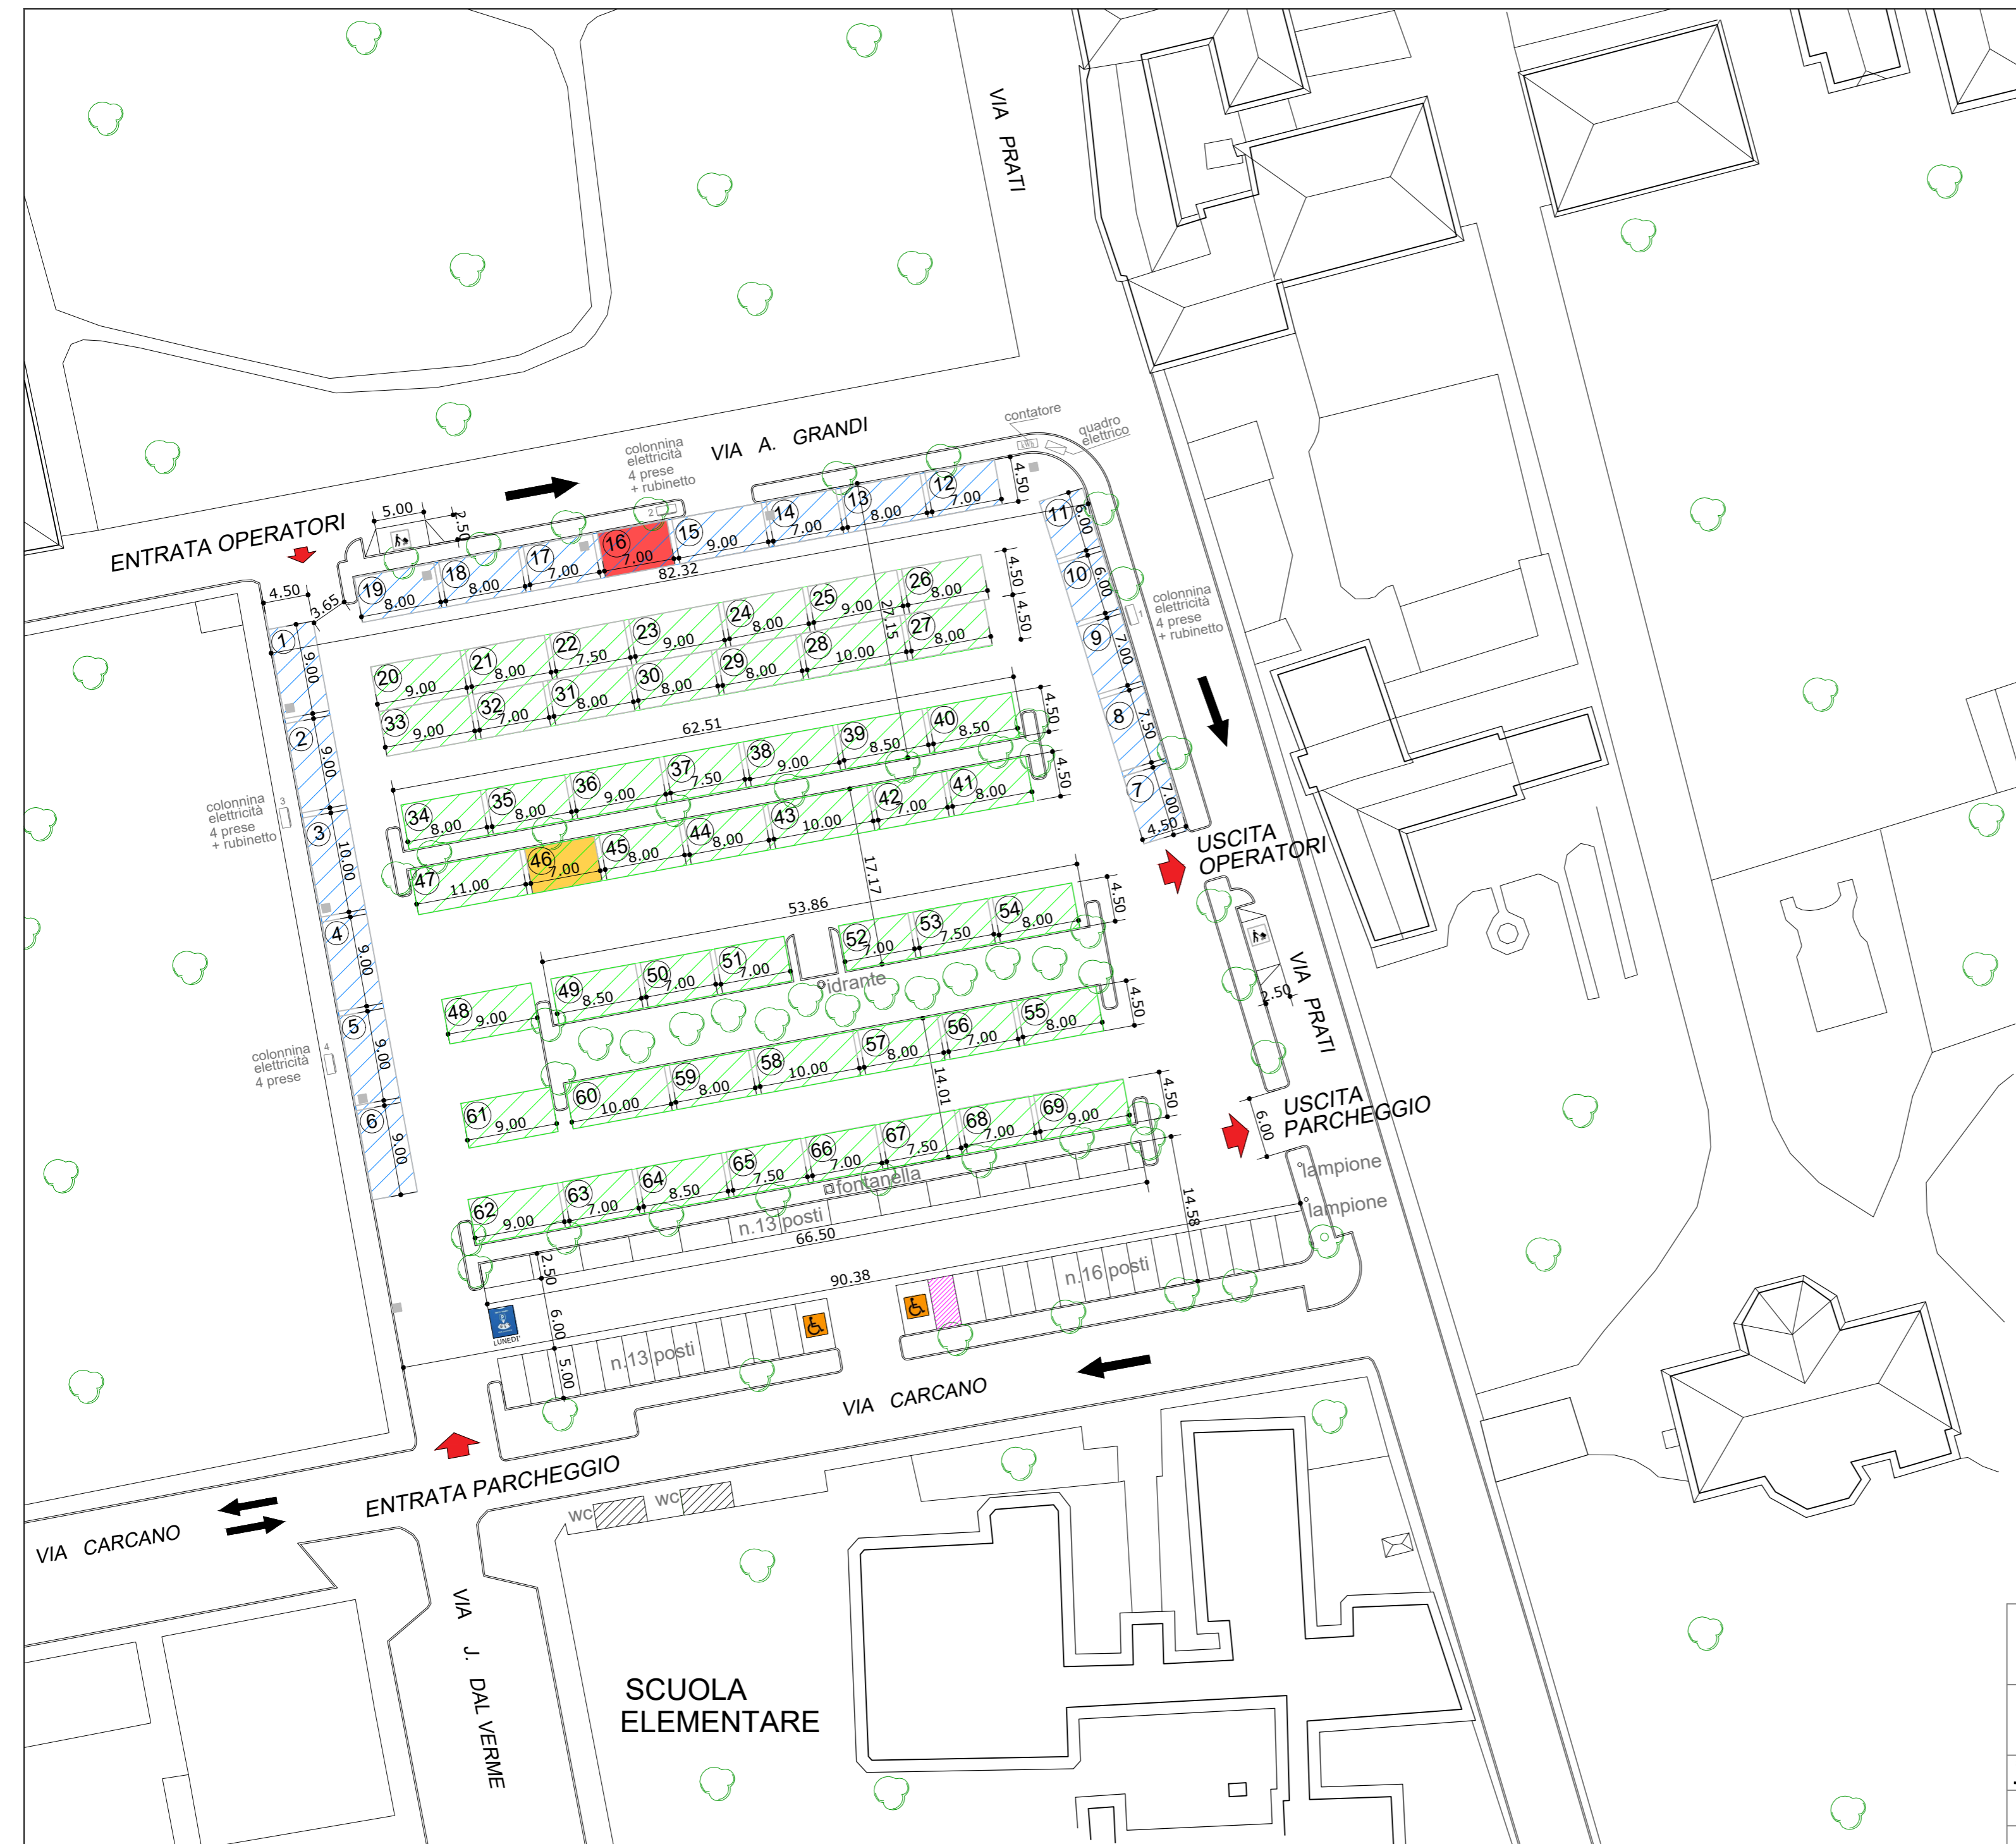 VIA PRATI
VIA A. GRANDI
contatore
quadro
elettrico
colonnina
elettricità
4 prese
+ rubinetto
2
ENTRATA OPERATORI
5.00
2.50
4.50
3.65
19 8.00
18 8.00
17 7.00
16 7.00
15 9.00
14 7.00
13 8.00
12 7.00
4.50
82.32
11 6.00
10 6.00
9 7.00
8 7.50
7 7.00
4.50
colonnina
elettricità
4 prese
+ rubinetto
1
1 9.00
2 9.00
3 10.00
4 9.00
5 9.00
6 9.00
colonnina
elettricità
4 prese
+ rubinetto
3
colonnina
elettricità
4 prese
4
20 9.00
21 8.00
22 7.50
23 9.00
24 8.00
25 9.00
26 8.00
4.50
27.15
33 9.00
32 7.00
31 8.00
30 8.00
29 8.00
28 10.00
27 8.00
4.50
62.51
34 8.00
35 8.00
36 9.00
37 7.50
38 9.00
39 8.50
40 8.50
4.50
47 11.00
46 7.00
45 8.00
44 8.00
43 10.00
42 7.00
41 8.00
4.50
17.17
USCITA
OPERATORI
53.86
48 9.00
49 8.50
50 7.00
51 7.00
52 7.00
53 7.50
54 8.00
4.50
idrante
2.50
VIA PRATI
61 9.00
60 10.00
59 8.00
58 10.00
57 8.00
56 7.00
55 8.00
4.50
14.01
USCITA
PARCHEGGIO
6.00
62 9.00
63 7.00
64 8.50
65 7.50
66 7.00
67 7.50
68 7.00
69 9.00
4.50
fontanella
lampione
lampione
n.13 posti
66.50
14.58
2.50
90.38
n.16 posti
LUNEDI'
6.00
n.13 posti
5.00
VIA CARCANO
ENTRATA PARCHEGGIO
wc
wc
VIA CARCANO
VIA J. DAL VERME
SCUOLA
ELEMENTARE